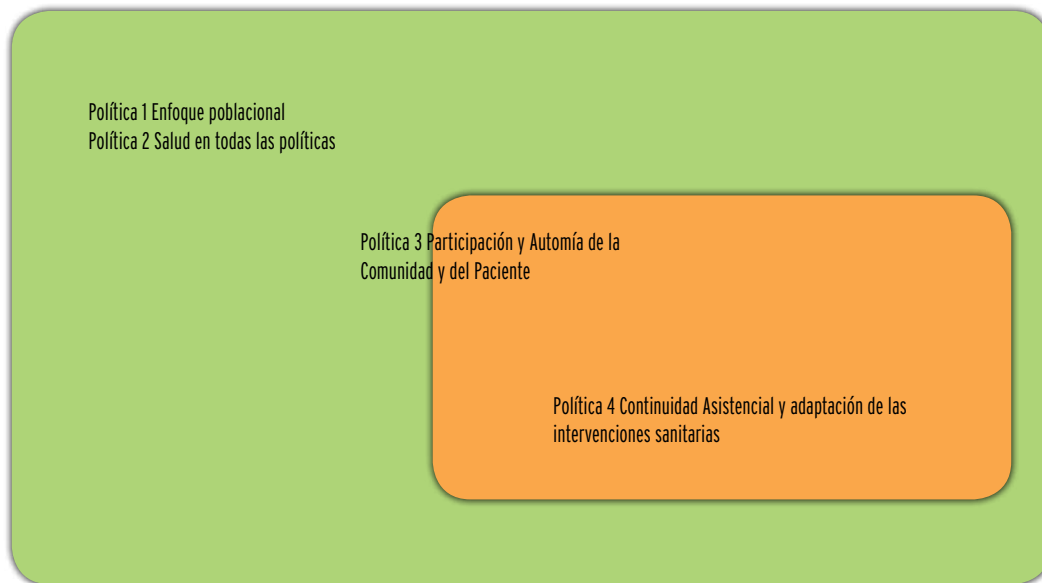 Política 1 Enfoque poblacional
Política 2 Salud en todas las políticas
Política 3 Participación y Automía de la
Comunidad y del Paciente
Política 4 Continuidad Asistencial y adaptación de las
intervenciones sanitarias